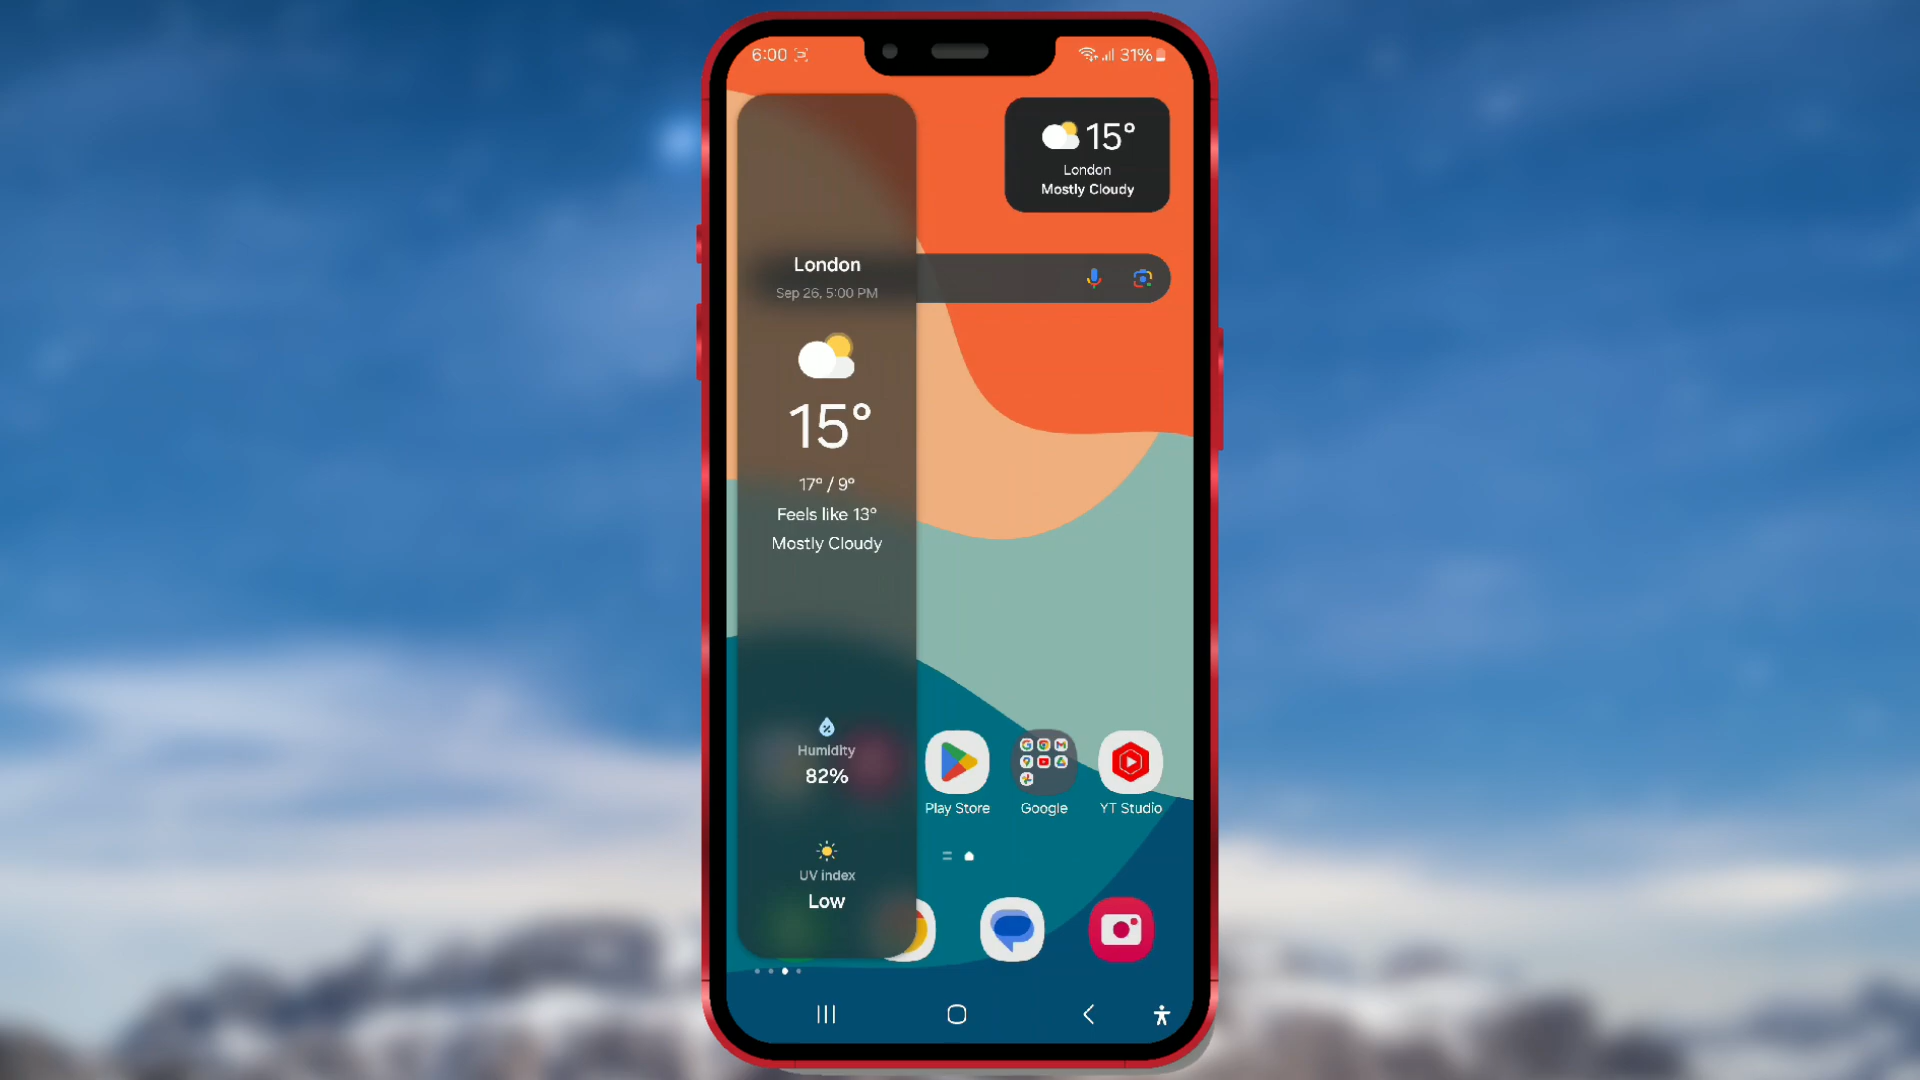 6:00
31%
15°
London
Mostly Cloudy
London
Sep 26, 5:00 PM
15°
17° / 9°
Feels like 13°
Mostly Cloudy
Humidity
82%
UV index
Low
Play Store
Google
YT Studio